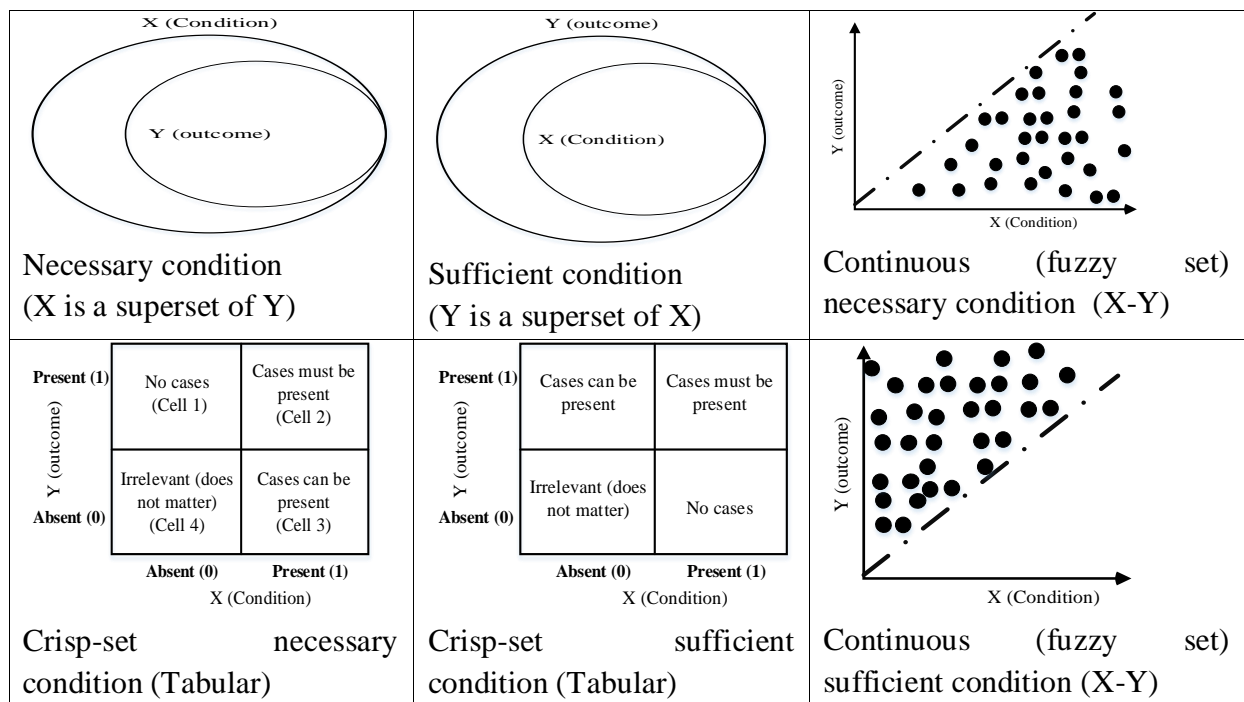 X (Condition)
Y (outcome)
Necessary condition
(X is a superset of Y)
Y (outcome)
X (Condition)
Sufficient condition
(Y is a superset of X)
Y (outcome)
X (Condition)
Continuous (fuzzy set)
necessary condition (X-Y)
Present (1)
Y (outcome)
Absent (0)
No cases
(Cell 1)
Cases must be
present
(Cell 2)
Irrelevant (does
not matter)
(Cell 4)
Cases can be
present
(Cell 3)
Absent (0) Present (1)
X (Condition)
Crisp-set necessary
condition (Tabular)
Present (1)
Y (outcome)
Absent (0)
Cases can be
present
Cases must be
present
Irrelevant (does
not matter)
No cases
Absent (0) Present (1)
X (Condition)
Crisp-set sufficient
condition (Tabular)
Y (outcome)
X (Condition)
Continuous (fuzzy set)
sufficient condition (X-Y)